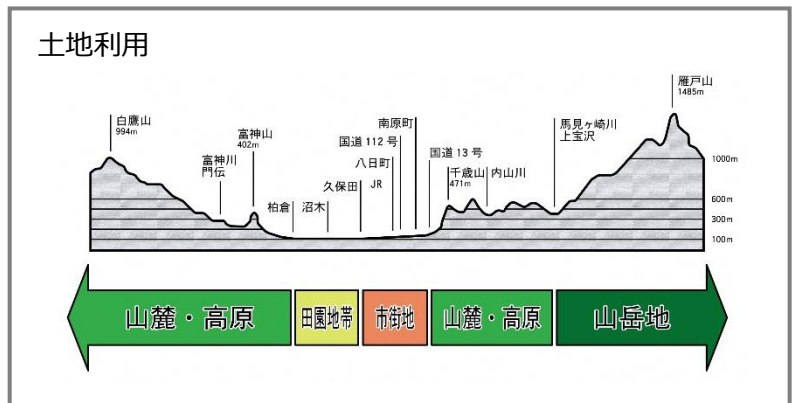 土地利用
雁戸山
1485m
白鷹山
994m
南原町
馬見ヶ崎川
上宝沢
富神山
402m
国道112号
国道13号
富神川
門伝
八日町
千歳山
471m
内山川
1000m
久保田
JR
柏倉
沼木
600m
300m
100m
山麓・高原
田園地帯
市街地
山麓・高原
山岳地